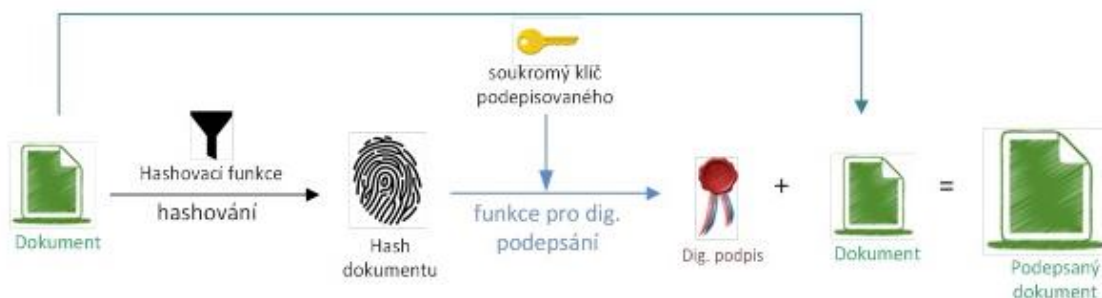 soukromý klíč
podepisovaného
Hashovací funkce
hashování
Dokument
Hash
dokumentu
funkce pro dig.
podepsání
Dig. podpis
+
Dokument
=
Podepsaný
dokument